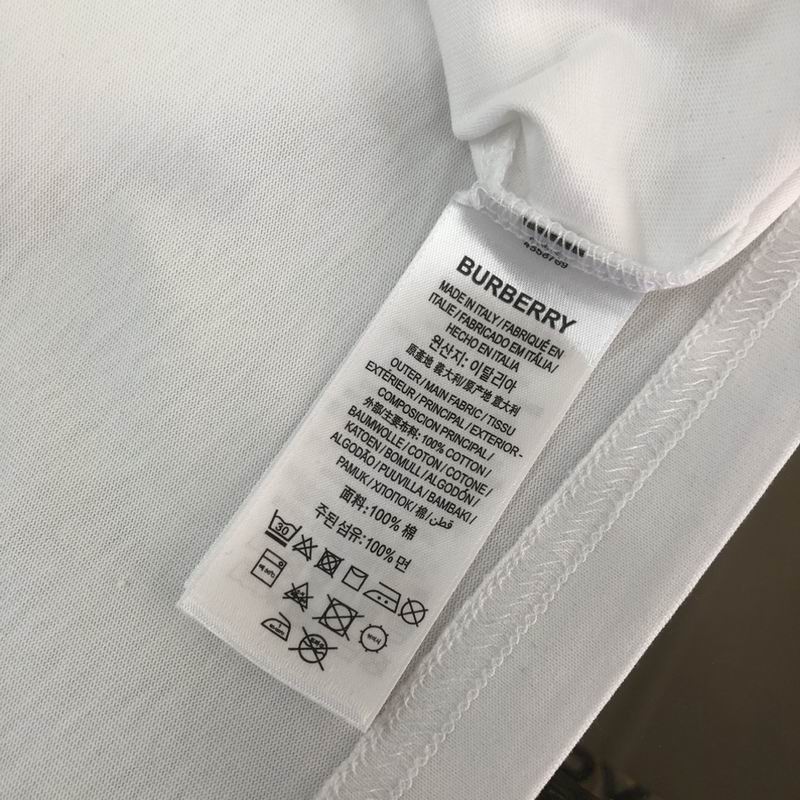 BURBERRY
MADE IN ITALY / FABRIQUÉ EN
ITALIE / FABRICADO EM ITÁLIA /
HECHO EN ITALIA
원산지: 이탈리아
原產地 義大利/原产地 意大利
OUTER / MAIN FABRIC / TISSU
EXTÉRIEUR / PRINCIPAL / EXTERIOR -
COMPOSICION PRINCIPAL /
外部/主要布料: 100% COTTON /
BAUMWOLLE / COTON / COTONE /
KATOEN / BOMULL / ALGODÓN /
ALGODÃO / PUUVILLA / BAMBAKI /
PAMUK / ХЛОПОК / 棉 / قطن /
面料: 100% 棉
주된 섬유: 100% 면
30